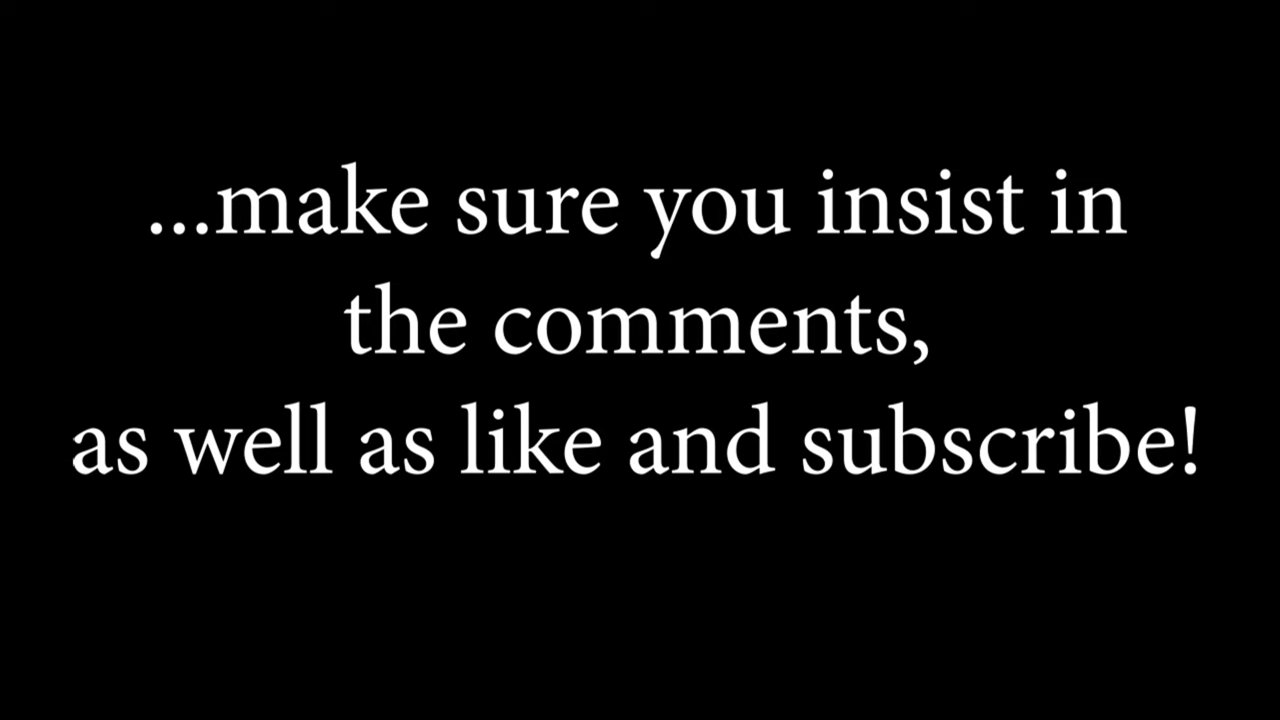 ...make sure you insist in
the comments,
as well as like and subscribe!